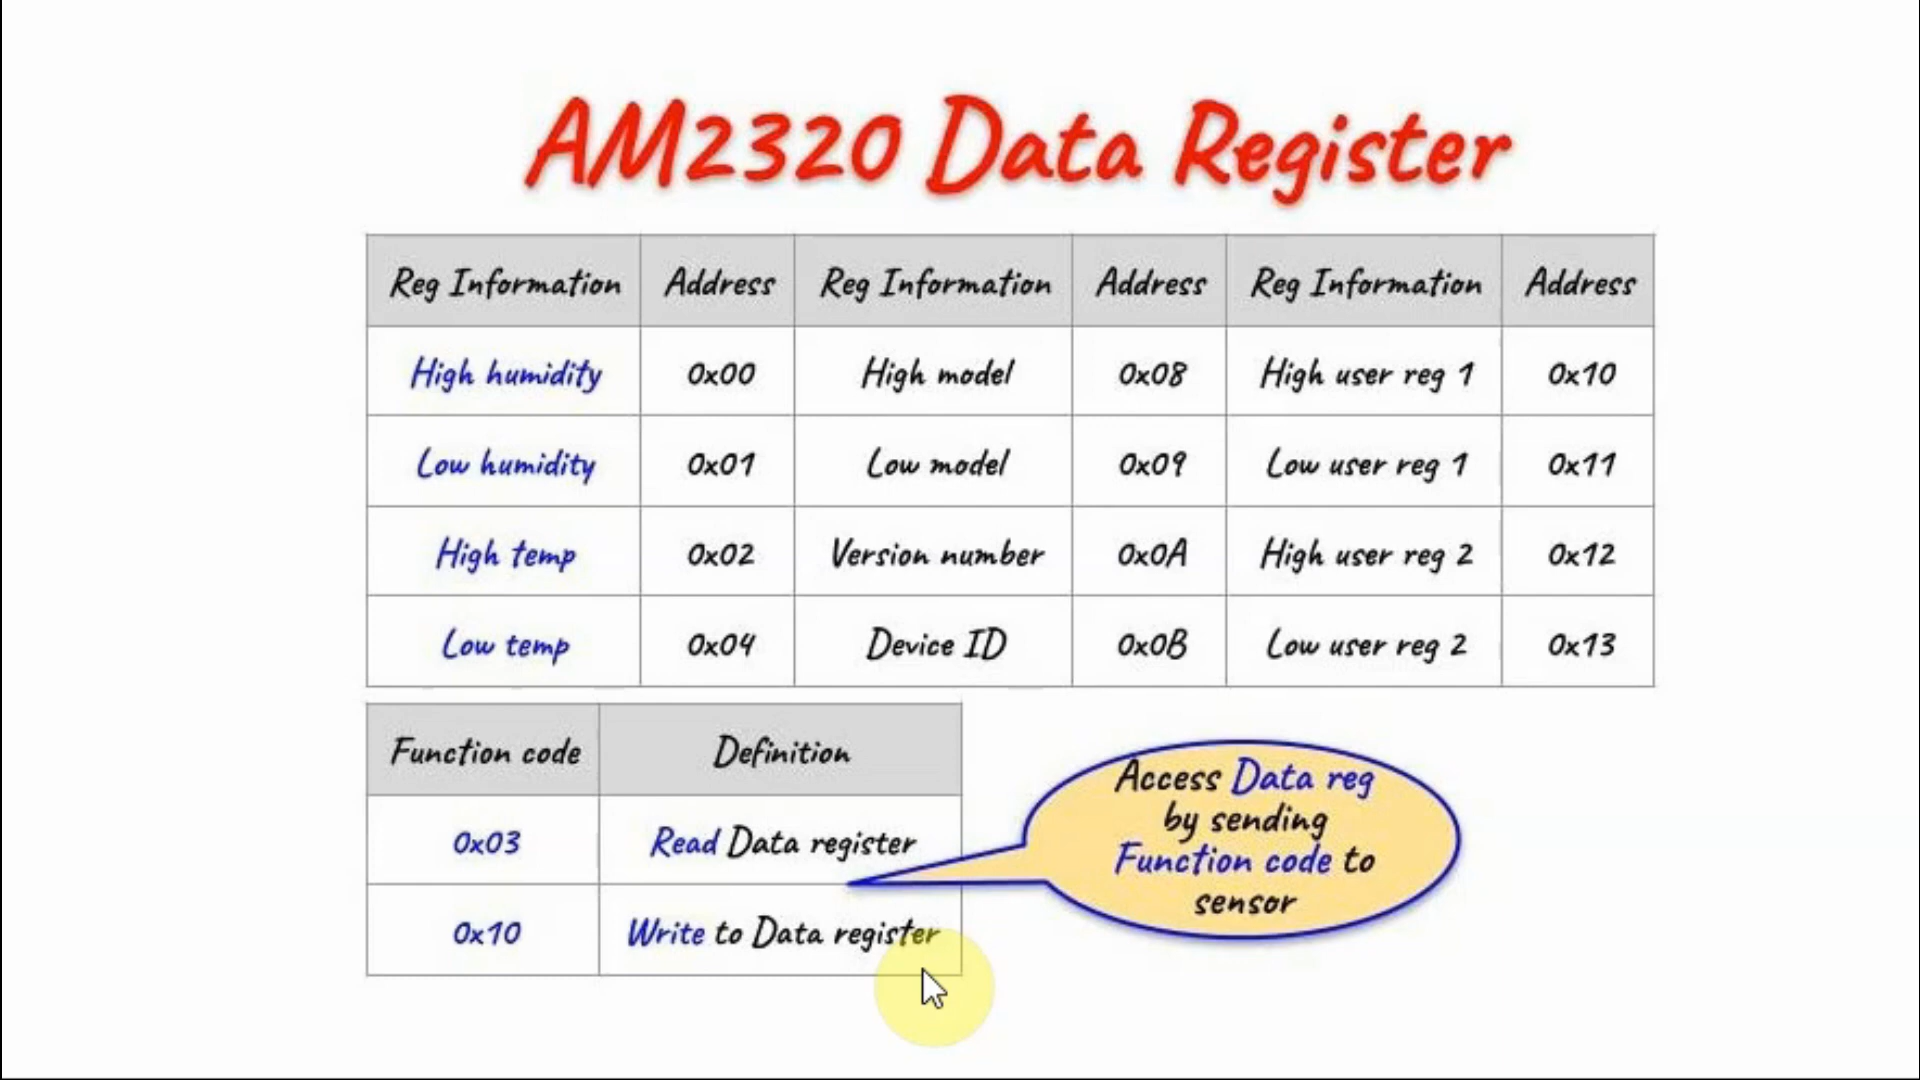 AM2320 Data Register
Reg Information Address Reg Information Address Reg Information Address
High humidity 0x00 High model 0x08 High user reg 1 0x10
Low humidity 0x01 Low model 0x09 Low user reg 1 0x11
High temp 0x02 Version number 0x0A High user reg 2 0x12
Low temp 0x04 Device ID 0x0B Low user reg 2 0x13
Function code Definition
0x03 Read Data register
0x10 Write to Data register
Access Data reg
by sending
Function code to
sensor